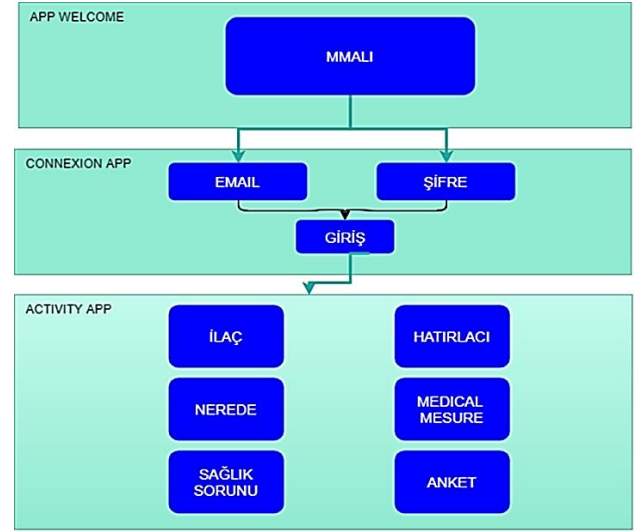 APP WELCOME
MMALI
CONNEXION APP
EMAIL
ŞİFRE
GİRİŞ
ACTIVITY APP
İLAÇ
HATIRLACI
NEREDE
MEDICAL
MESURE
SAĞLIK
SORUNU
ANKET